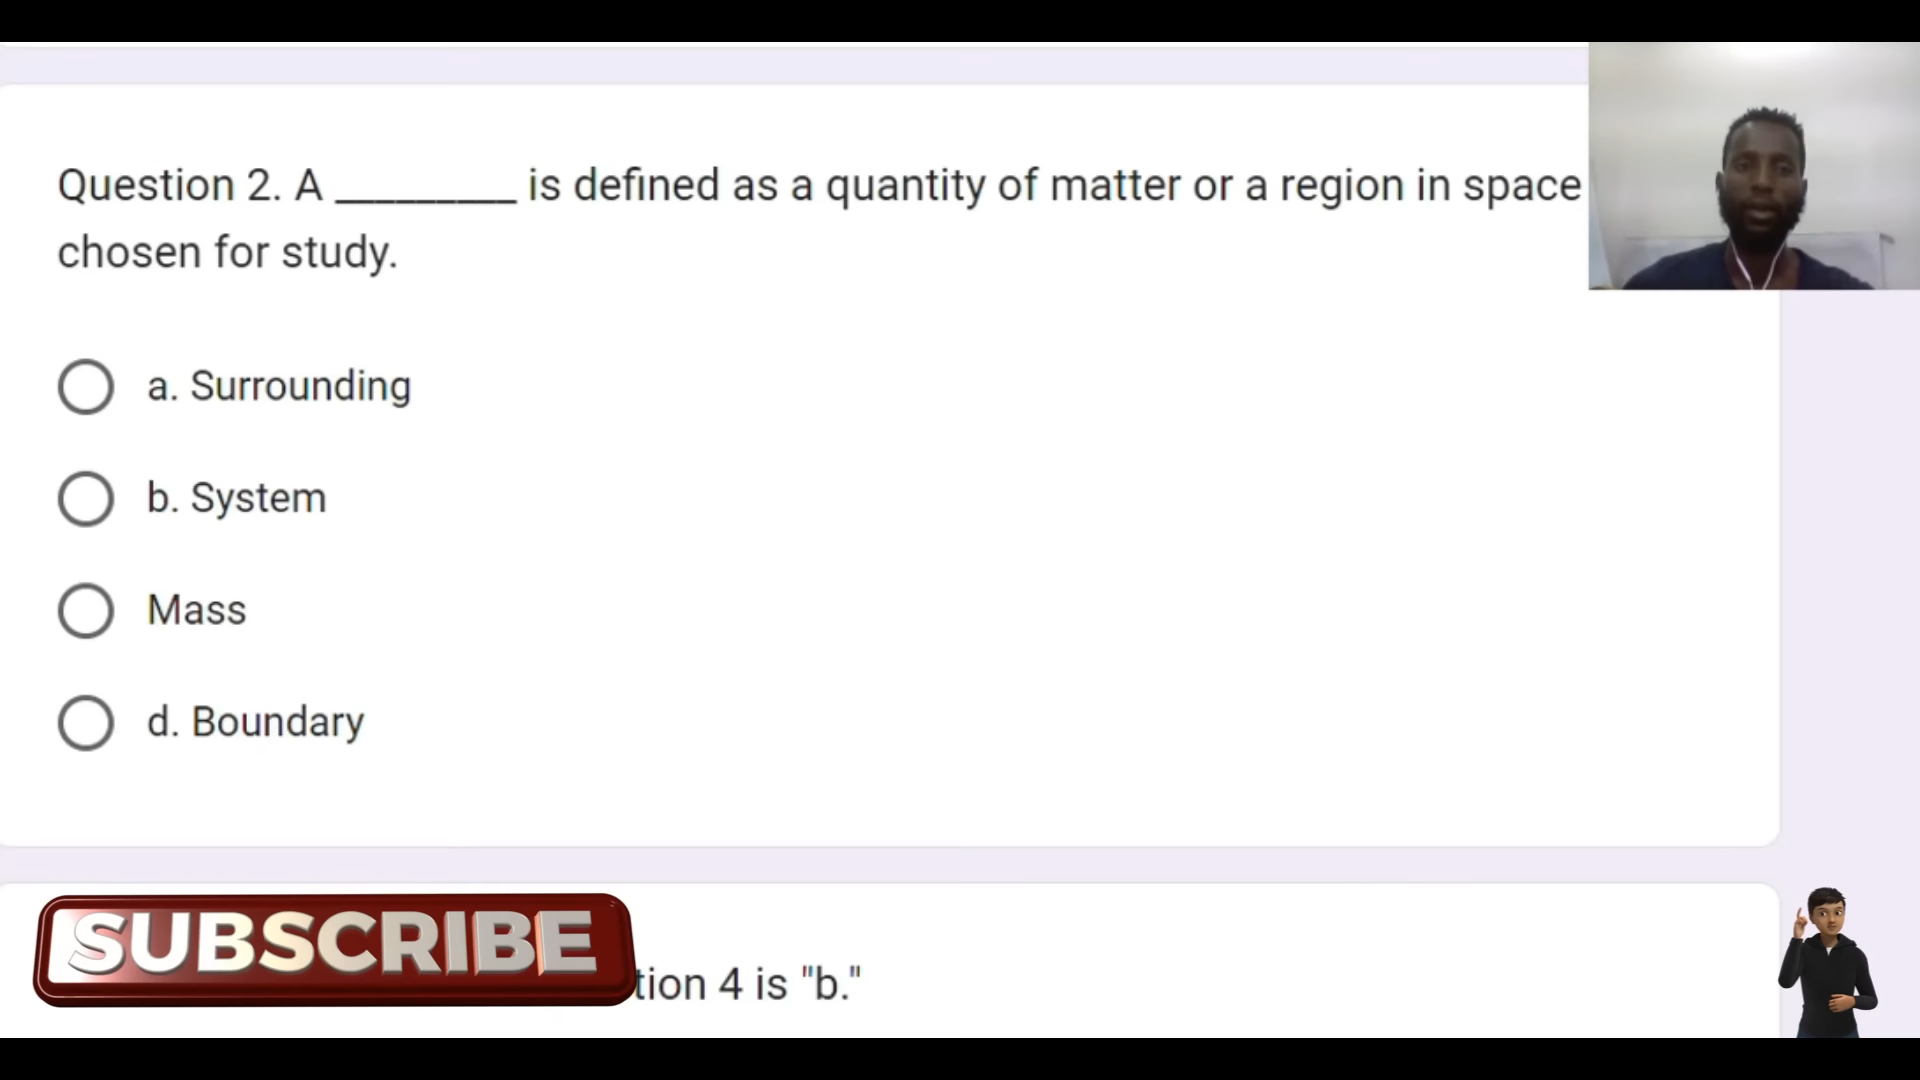 Question 2. A _________ is defined as a quantity of matter or a region in space
chosen for study.
a. Surrounding
b. System
Mass
d. Boundary
SUBSCRIBE
tion 4 is "b."